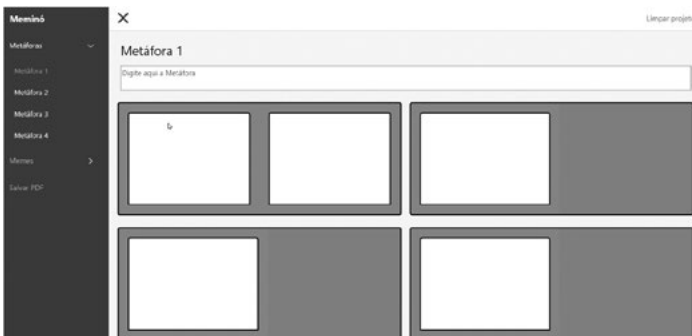 Meminó
Metáforas
Metáfora 1
Metáfora 2
Metáfora 3
Metáfora 4
Memes
Salvar PDF
Limpar projeto
Metáfora 1
Digite aqui a Metáfora